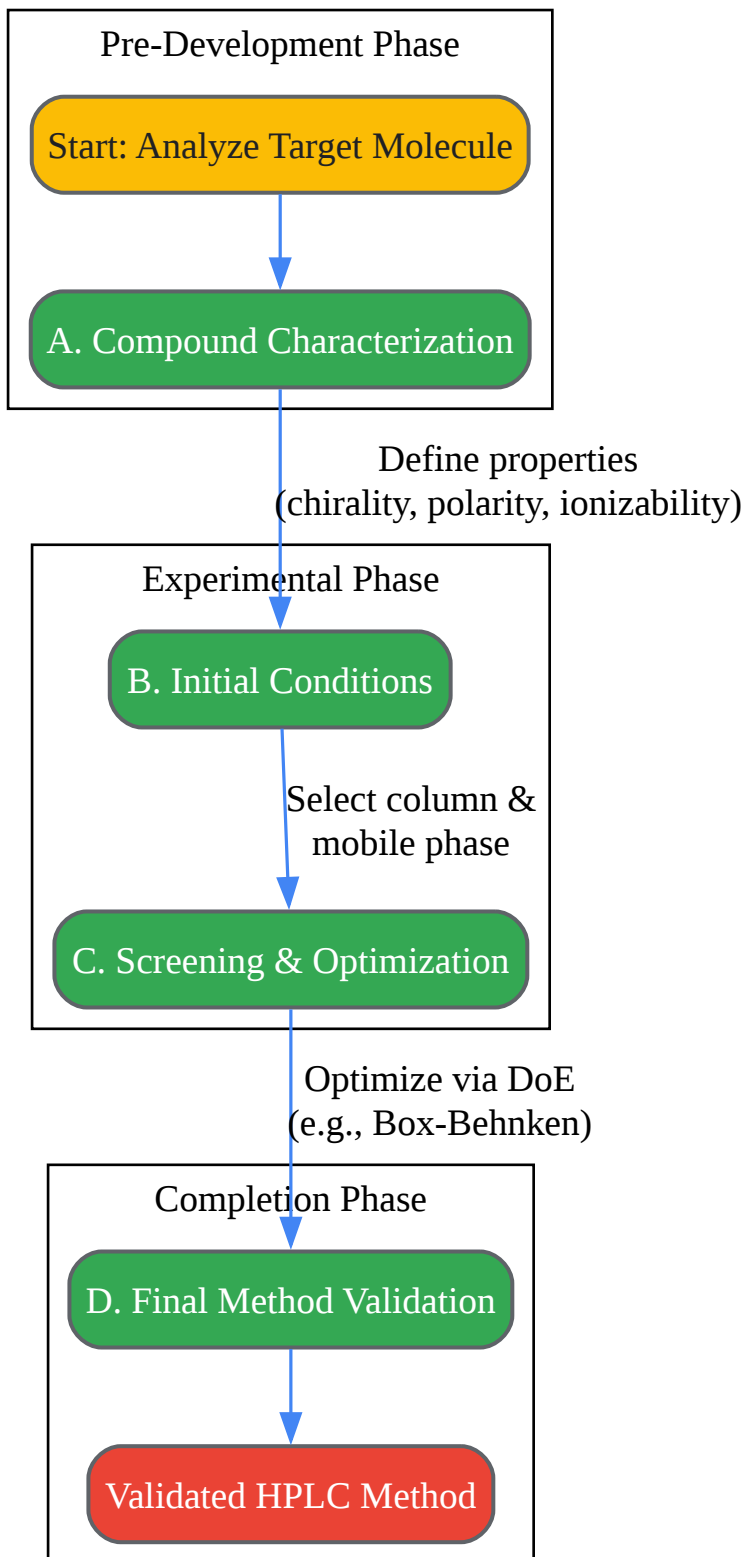 Pre-Development Phase
Start: Analyze Target Molecule
A. Compound Characterization
Define properties
(chirality, polarity, ionizability)
Experimental Phase
B. Initial Conditions
Select column &
mobile phase
C. Screening & Optimization
Optimize via DoE
(e.g., Box-Behnken)
Completion Phase
D. Final Method Validation
Validated HPLC Method